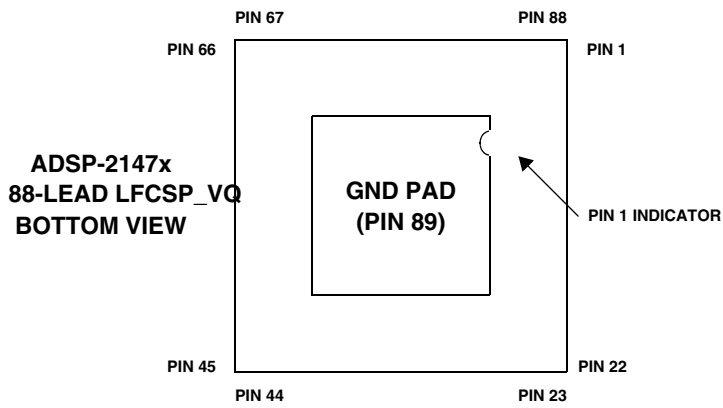 PIN 67
PIN 88
PIN 66
PIN 1
ADSP-2147x
88-LEAD LFCSP_VQ
BOTTOM VIEW
GND PAD
(PIN 89)
PIN 1 INDICATOR
PIN 45
PIN 22
PIN 44
PIN 23